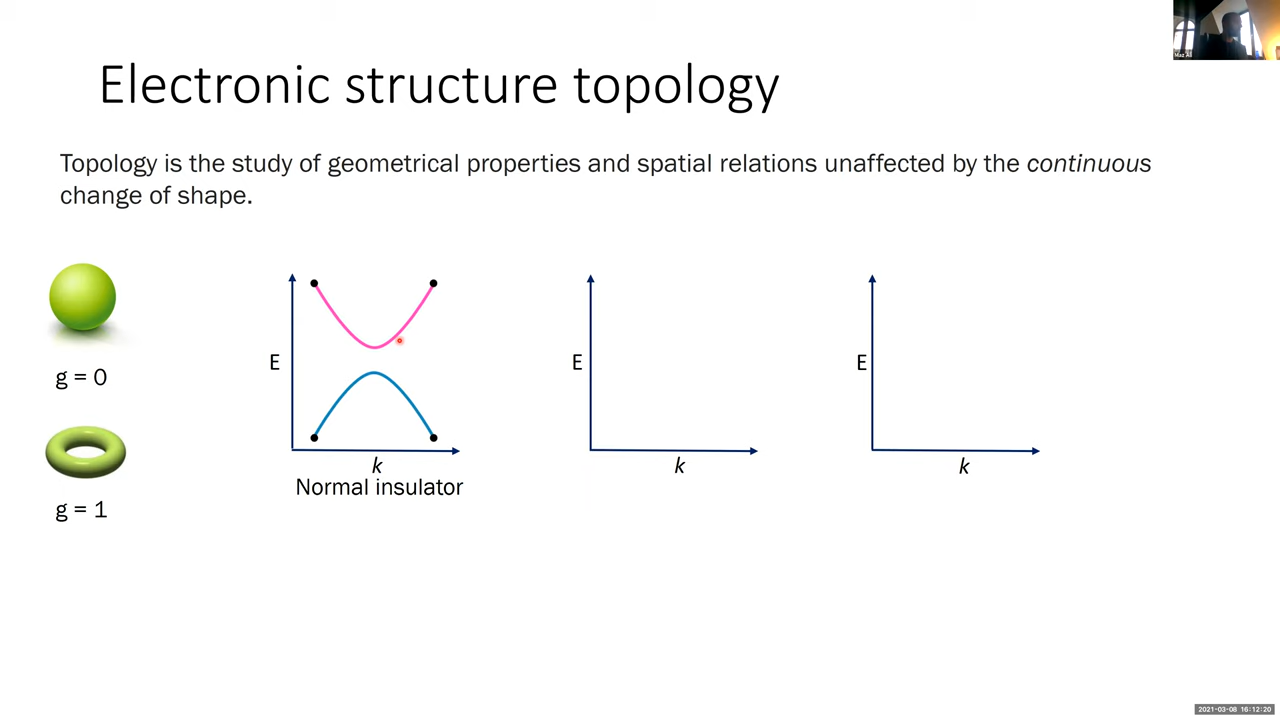 Electronic structure topology
Topology is the study of geometrical properties and spatial relations unaffected by the continuous
change of shape.
g = 0
g = 1
E
k
Normal insulator
E
k
E
k
2021-03-08 16:12:20